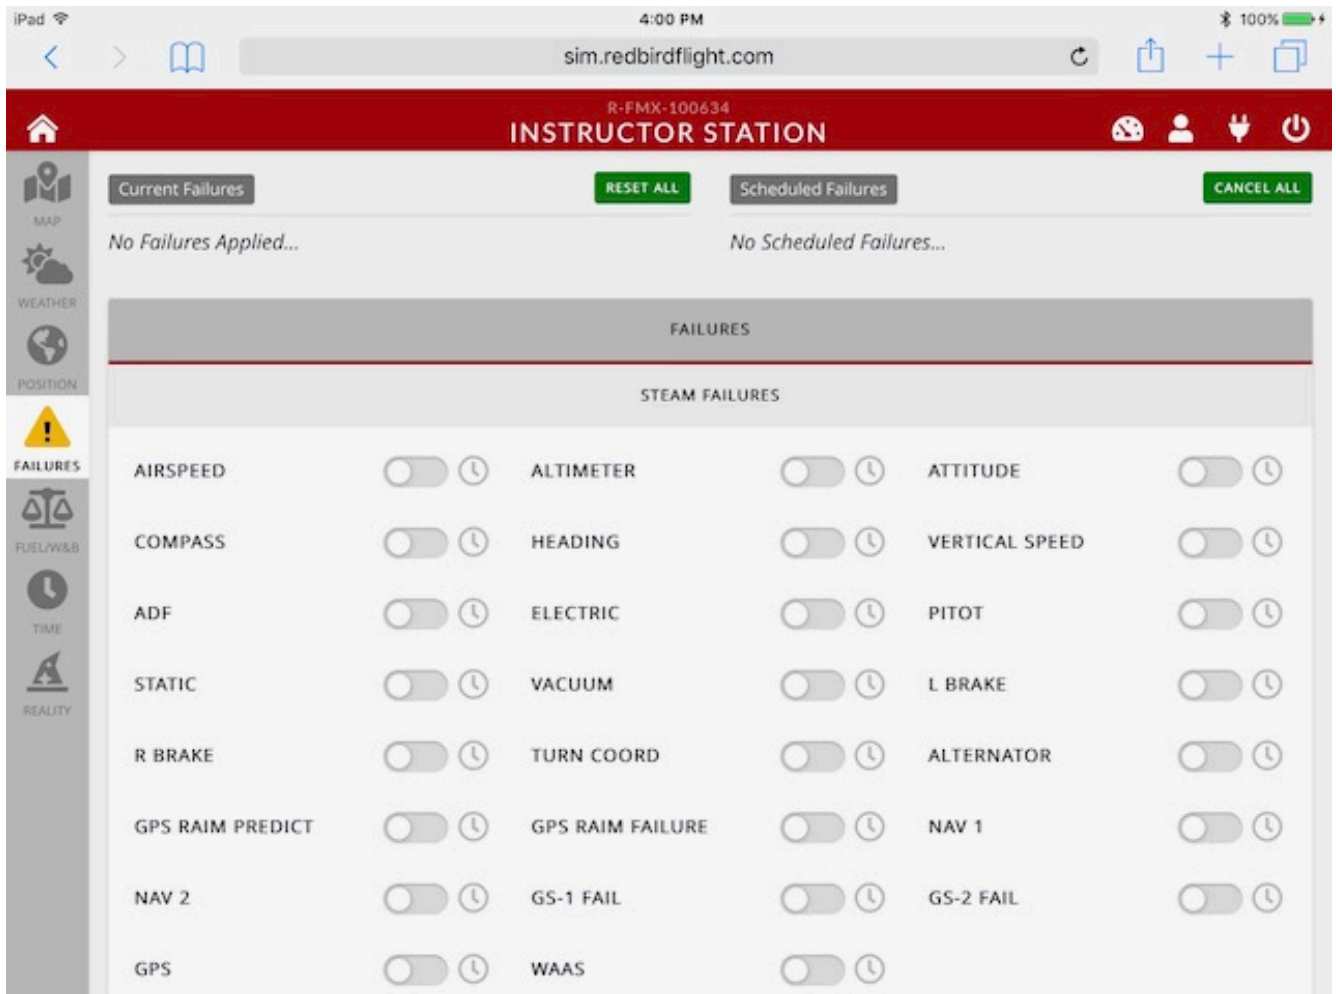 iPad 4:00 PM 100%
sim.redbirdflight.com
R-FMX-100634
INSTRUCTOR STATION
MAP
WEATHER
POSITION
FAILURES
FUEL/W&B
TIME
REALITY
Current Failures RESET ALL
No Failures Applied...
Scheduled Failures CANCEL ALL
No Scheduled Failures...
FAILURES
STEAM FAILURES
AIRSPEED ALTIMETER ATTITUDE
COMPASS HEADING VERTICAL SPEED
ADF ELECTRIC PITOT
STATIC VACUUM L BRAKE
R BRAKE TURN COORD ALTERNATOR
GPS RAIM PREDICT GPS RAIM FAILURE NAV 1
NAV 2 GS-1 FAIL GS-2 FAIL
GPS WAAS